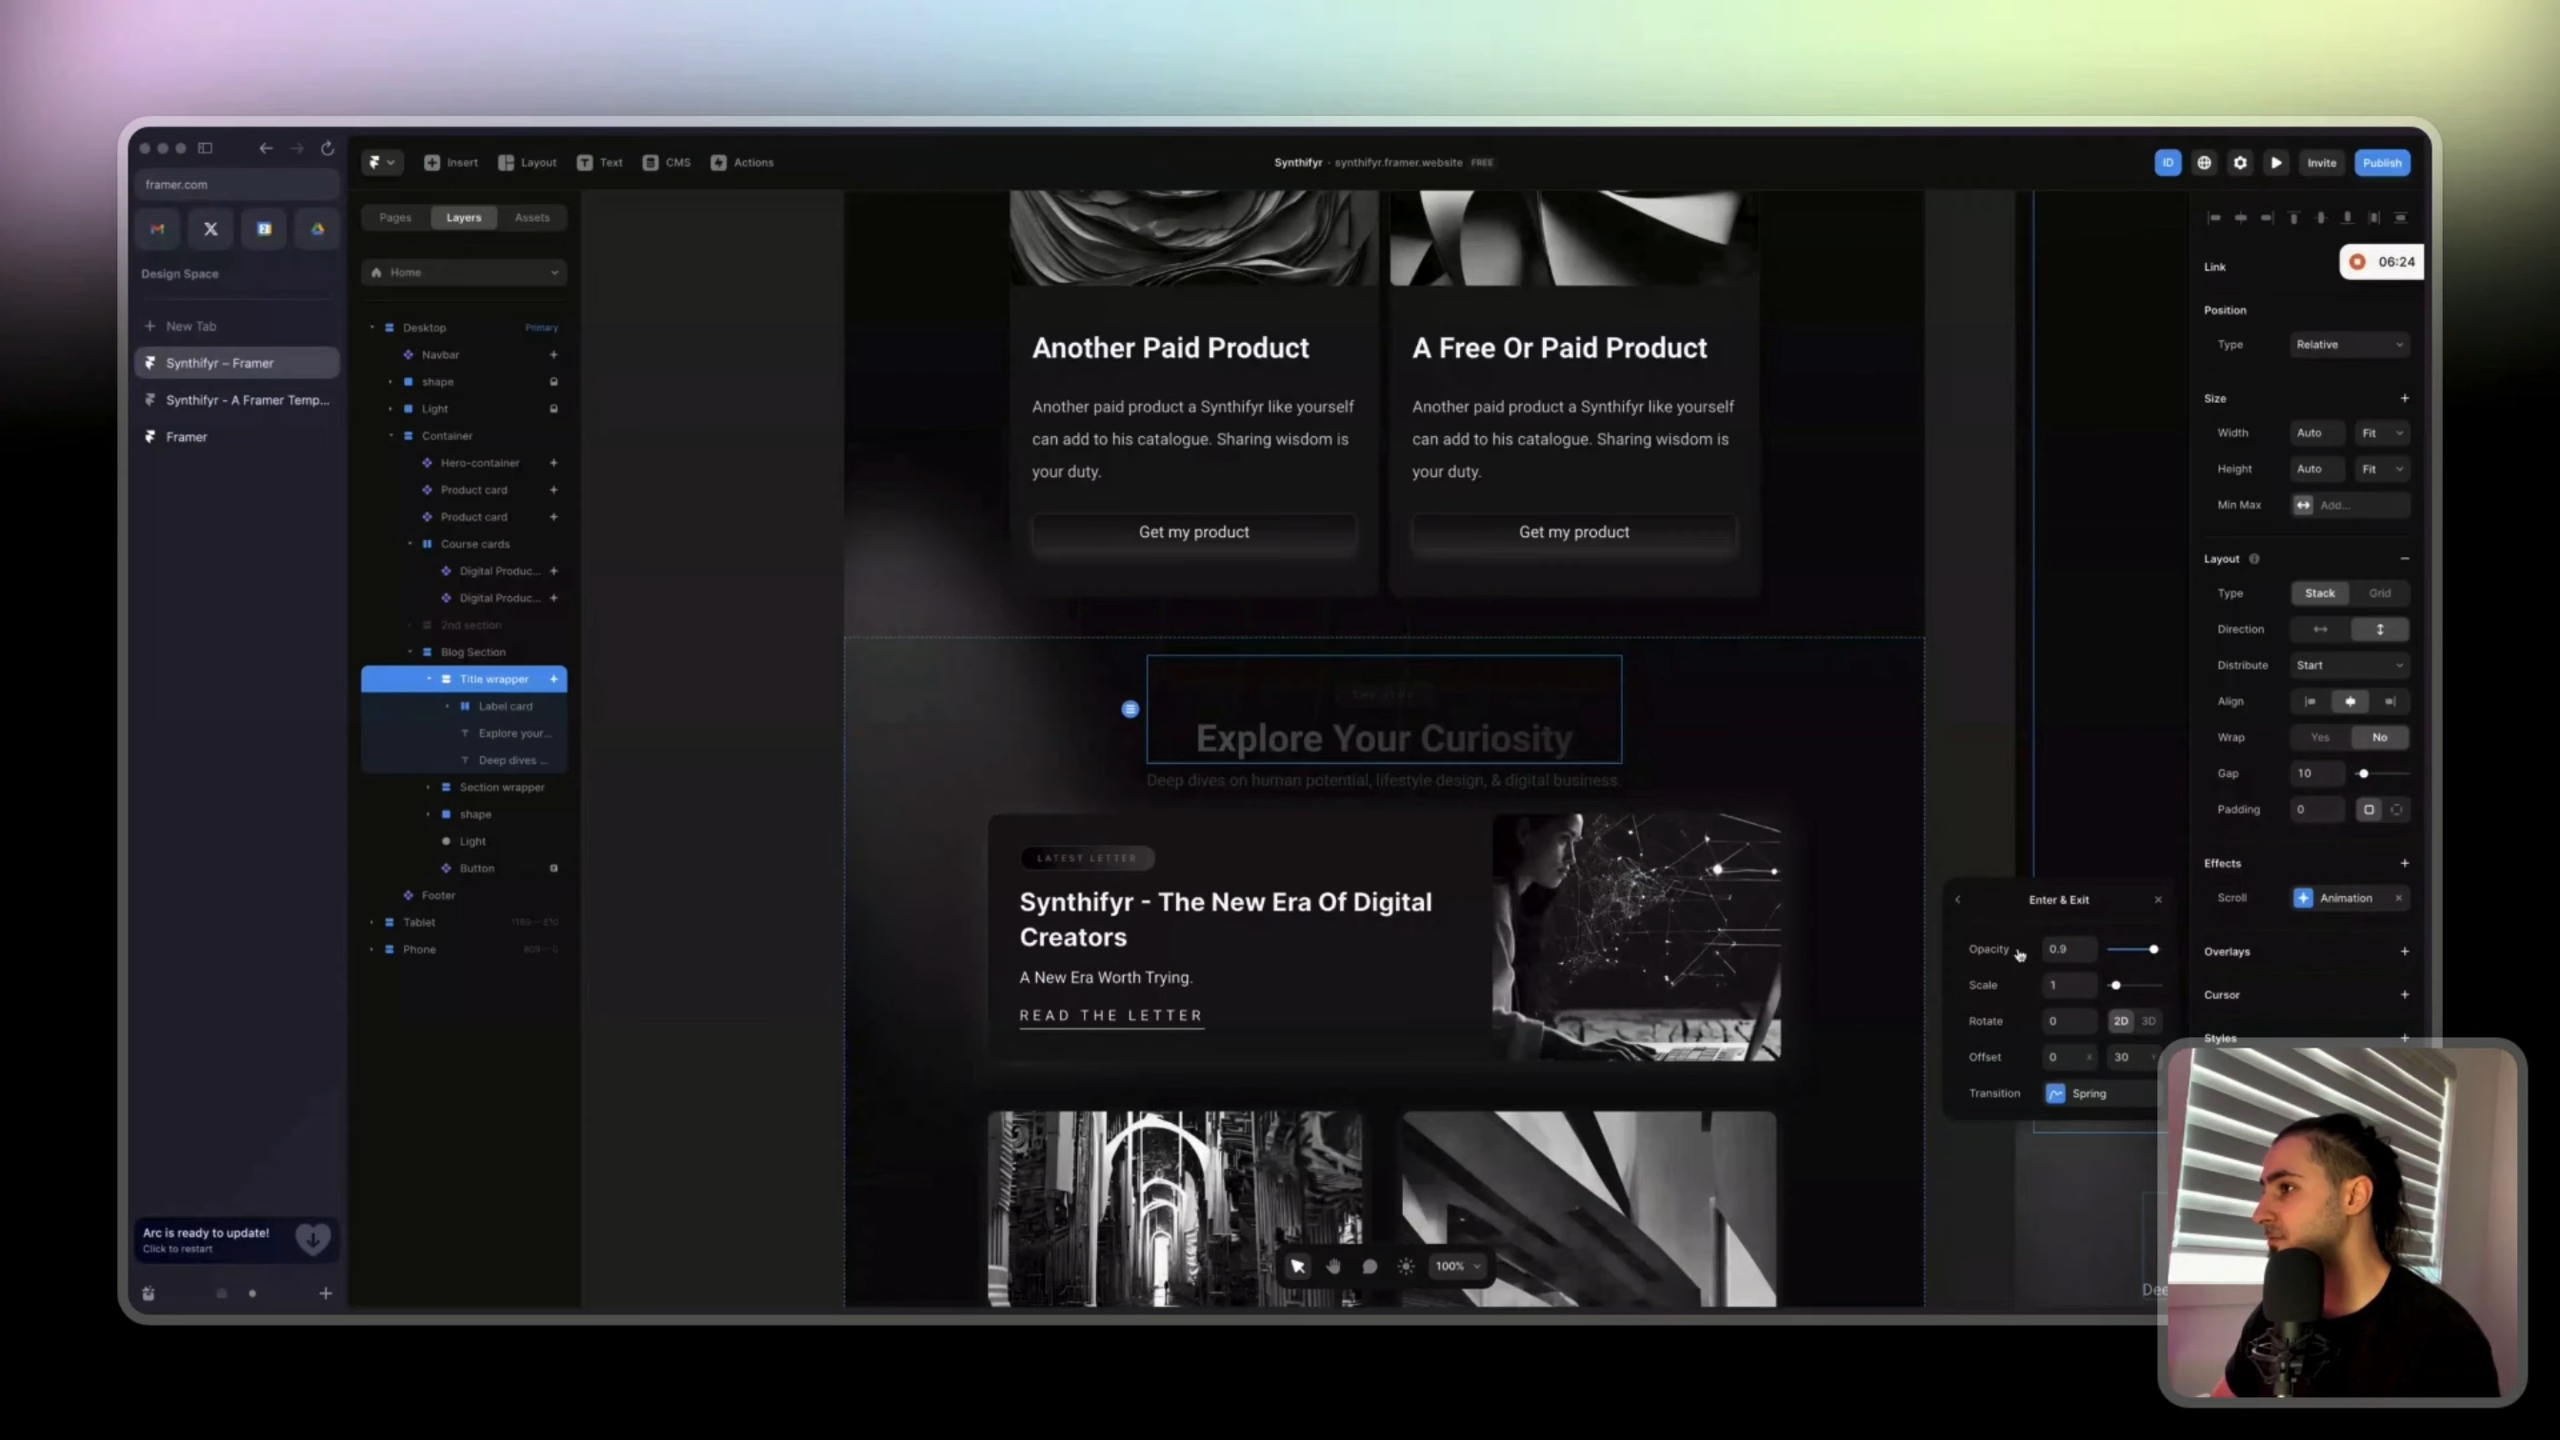 framer.com
Design Space
New Tab
Synthifyr – Framer
Synthifyr - A Framer Temp...
Framer
Arc is ready to update!
Click to restart
Insert
Layout
Text
CMS
Actions
Synthifyr · synthifyr.framer.website FREE
Invite
Publish
Pages
Layers
Assets
Home
Desktop
Primary
Navbar
shape
Light
Container
Hero-container
Product card
Product card
Course cards
Digital Produc...
Digital Produc...
2nd section
Blog Section
Title wrapper
Label card
Explore your...
Deep dives ...
Section wrapper
shape
Light
Button
Footer
Tablet
Phone
Another Paid Product
Another paid product a Synthifyr like yourself
can add to his catalogue. Sharing wisdom is
your duty.
Get my product
A Free Or Paid Product
Another paid product a Synthifyr like yourself
can add to his catalogue. Sharing wisdom is
your duty.
Get my product
Explore Your Curiosity
Deep dives on human potential, lifestyle design, & digital business.
LATEST LETTER
Synthifyr - The New Era Of Digital
Creators
A New Era Worth Trying.
READ THE LETTER
100%
Enter & Exit
Opacity 0.9
Scale 1
Rotate 0 2D 3D
Offset 0 X 30 Y
Transition Spring
Dee
06:24
Link
Position
Type Relative
Size
Width Auto Fit
Height Auto Fit
Min Max Add...
Layout
Type Stack Grid
Direction
Distribute Start
Align
Wrap Yes No
Gap 10
Padding 0
Effects
Scroll Animation
Overlays
Cursor
Styles